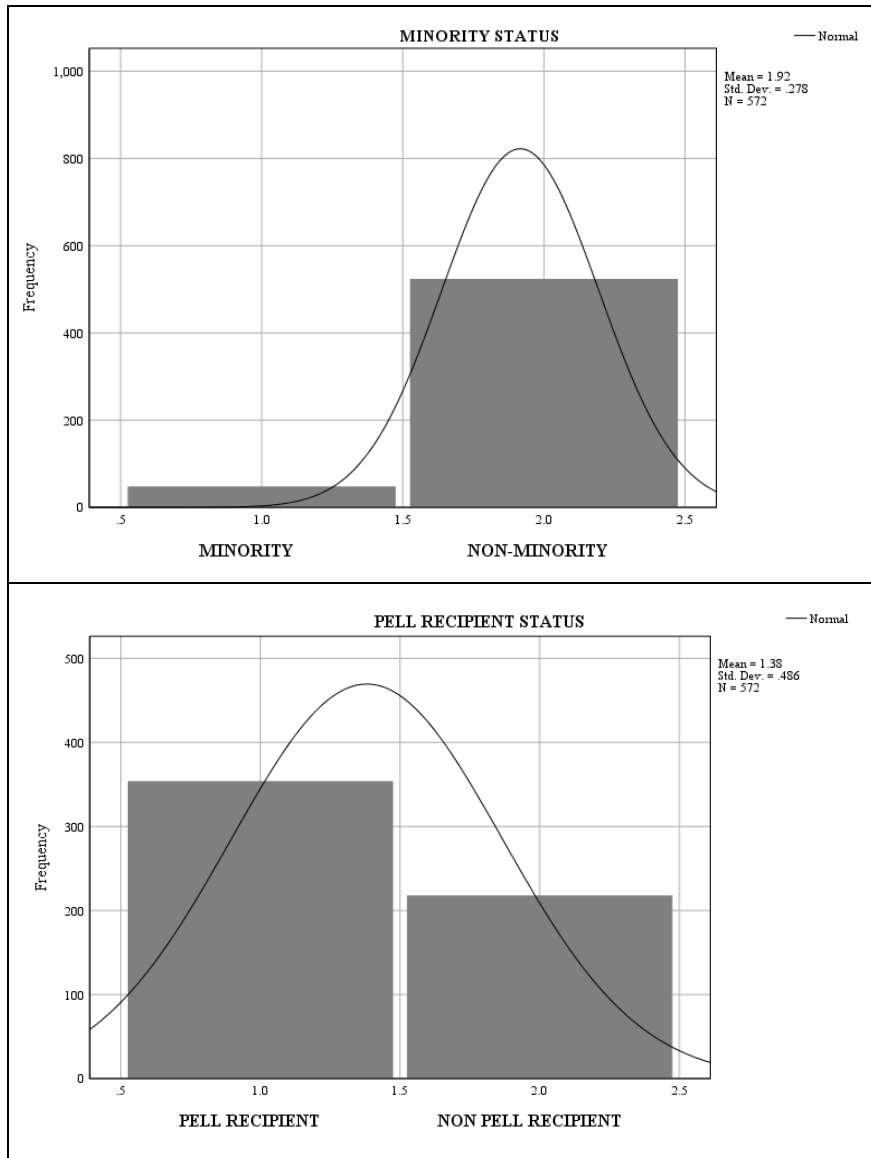 MINORITY STATUS
Normal
Mean = 1.92
Std. Dev. = .278
N = 572
1,000
800
600
400
200
0
Frequency
.5 1.0 1.5 2.0 2.5
MINORITY NON-MINORITY
PELL RECIPIENT STATUS
Normal
Mean = 1.38
Std. Dev. = .486
N = 572
500
400
300
200
100
0
Frequency
.5 1.0 1.5 2.0 2.5
PELL RECIPIENT NON PELL RECIPIENT